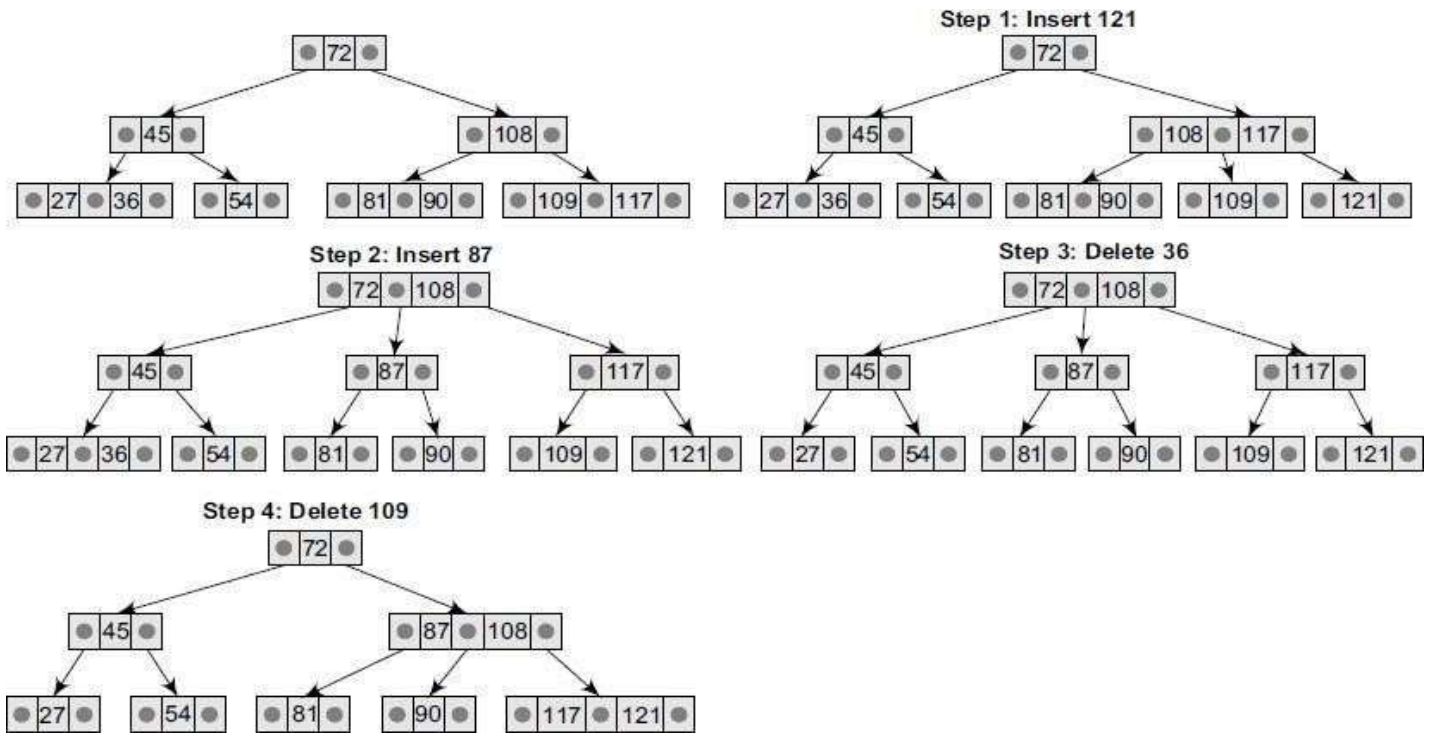 72
45 108
27 36 54 81 90 109 117
Step 1: Insert 121
72
45 108 117
27 36 54 81 90 109 121
Step 2: Insert 87
72 108
45 87 117
27 36 54 81 90 109 121
Step 3: Delete 36
72 108
45 87 117
27 54 81 90 109 121
Step 4: Delete 109
72
45 87 108
27 54 81 90 117 121